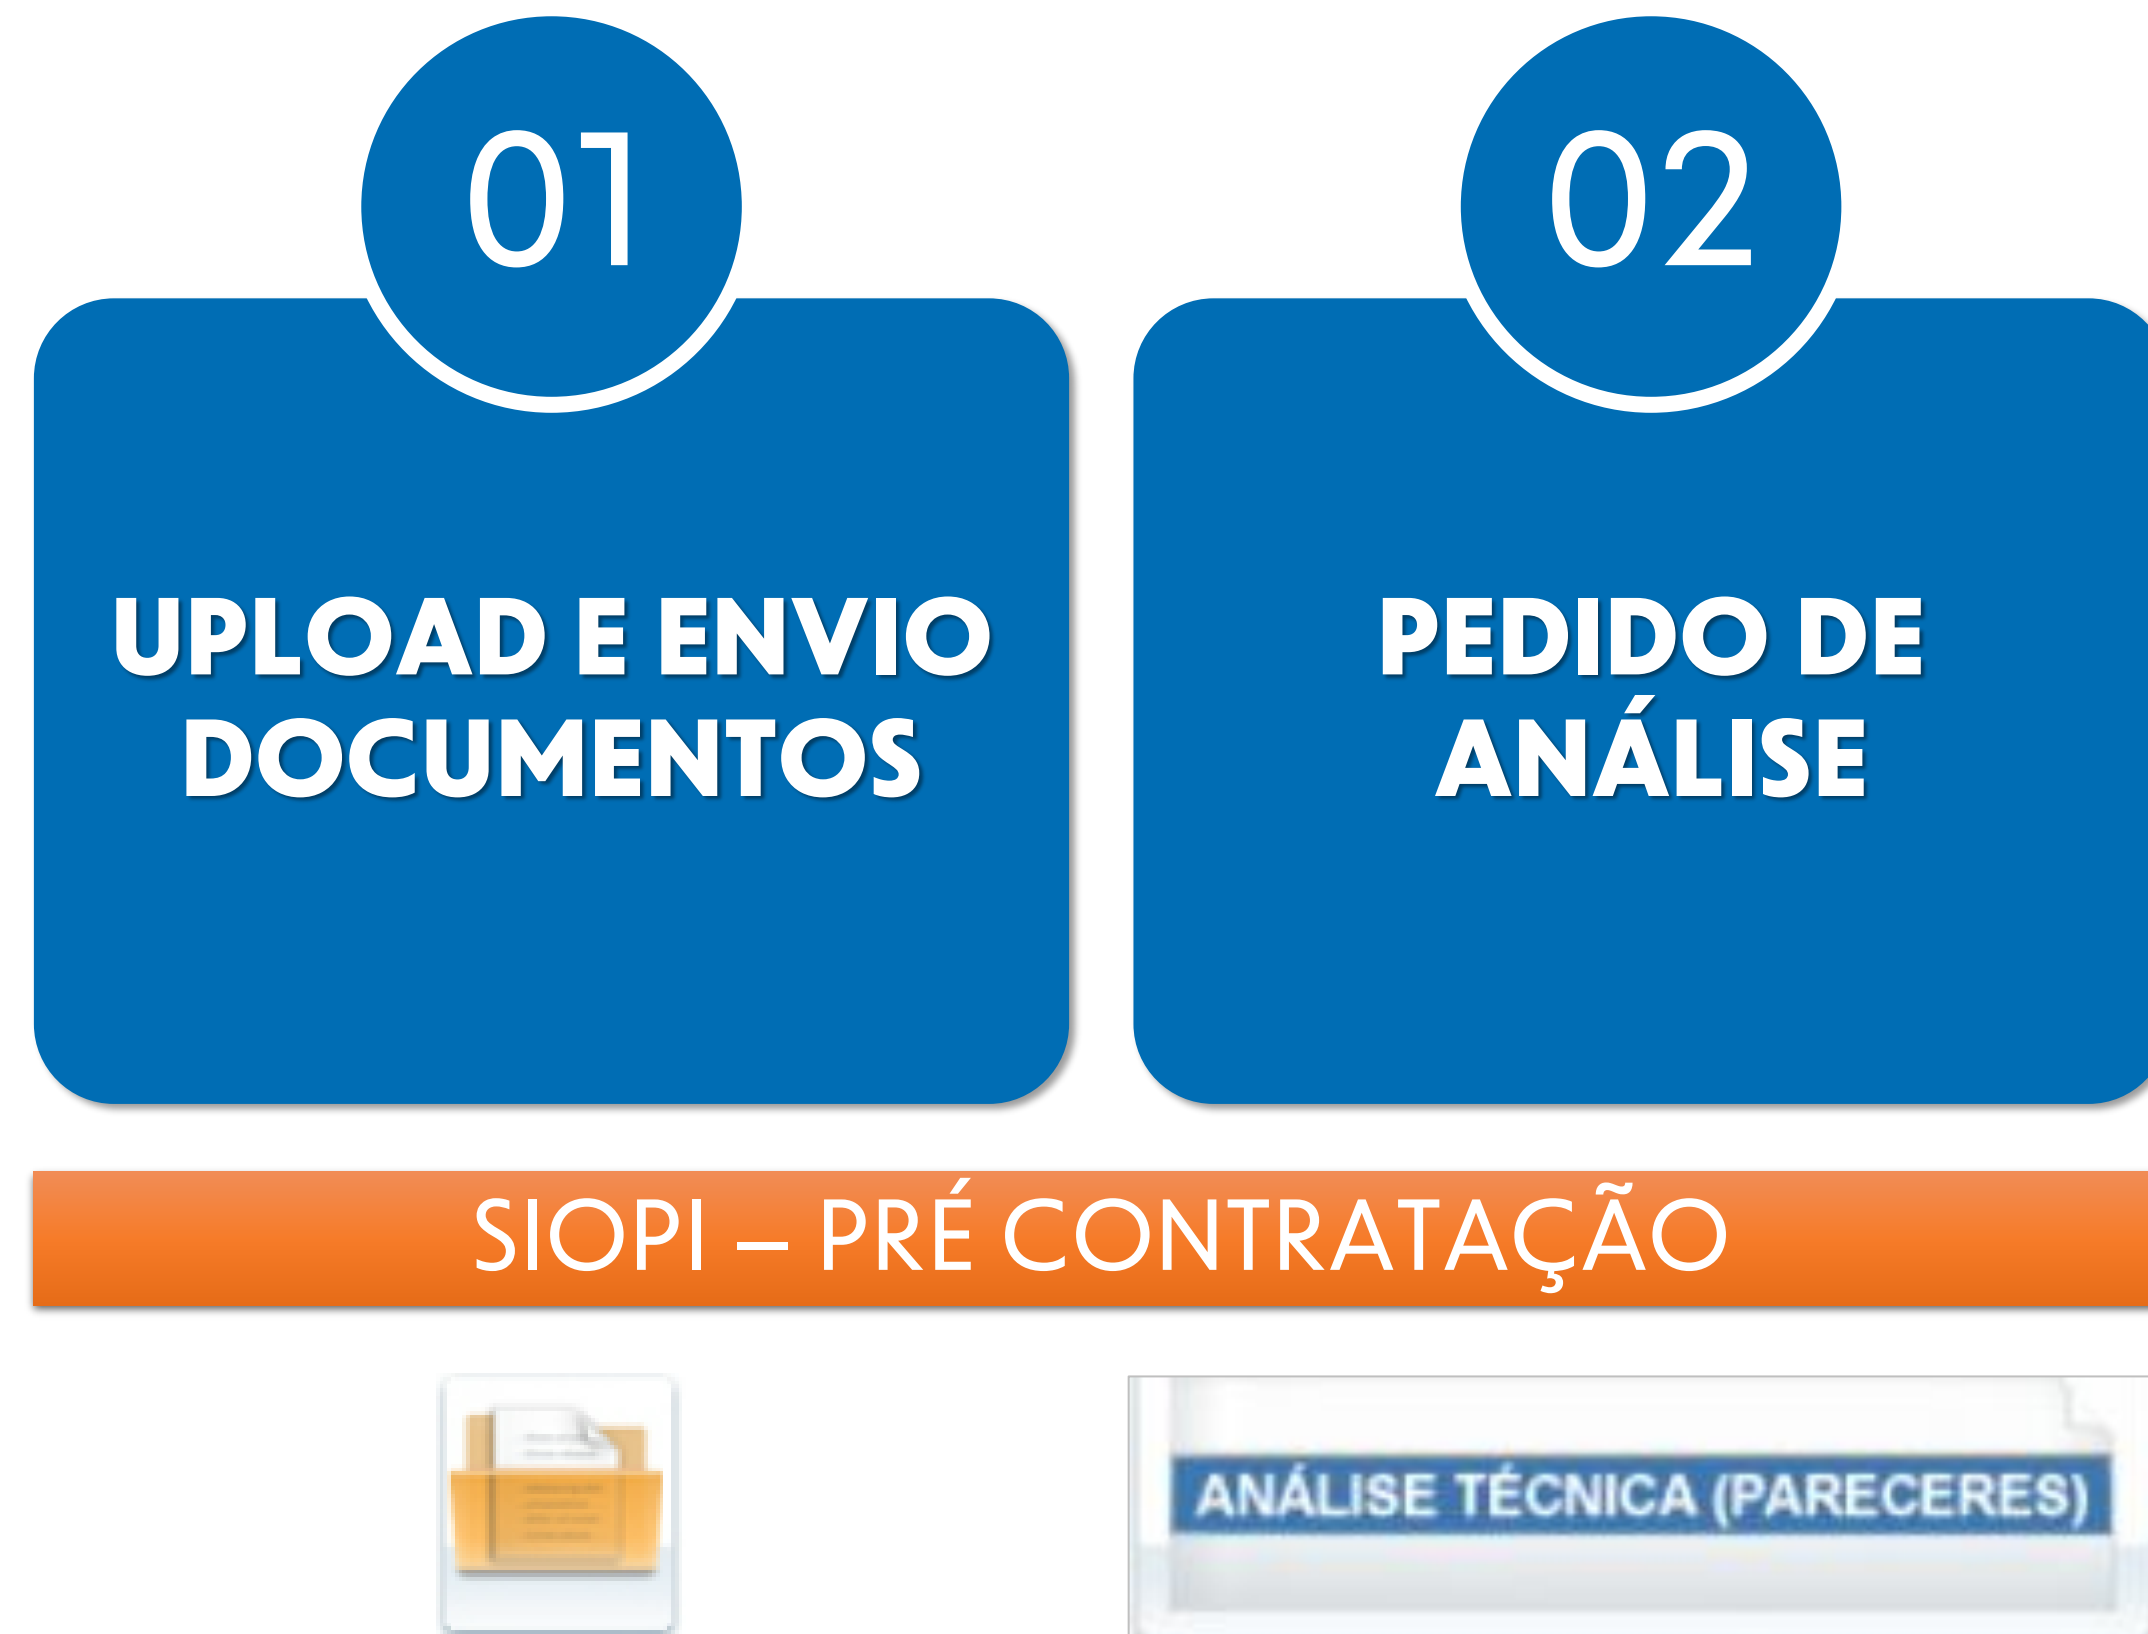 01
UPLOAD E ENVIO
DOCUMENTOS
02
PEDIDO DE
ANÁLISE
SIOPI – PRÉ CONTRATAÇÃO
ANÁLISE TÉCNICA (PARECERES)